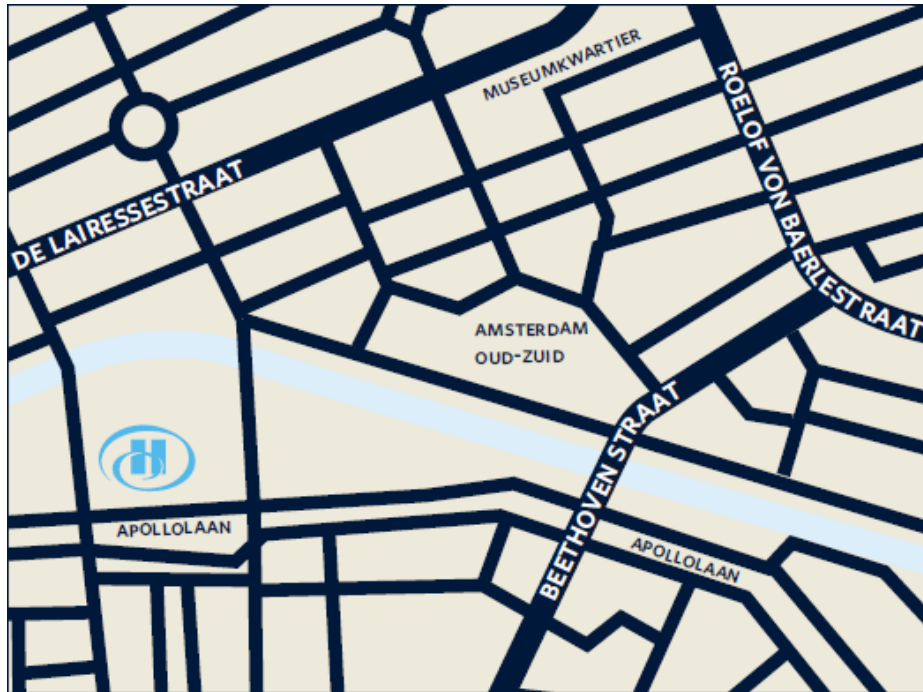 MUSEUMKWARTIER
ROELOF VON BAERLESTRAAT
DE LAIRESSESTRAAT
AMSTERDAM
OUD-ZUID
BEETHOVEN STRAAT
H
APOLLOLAAN
APOLLOLAAN